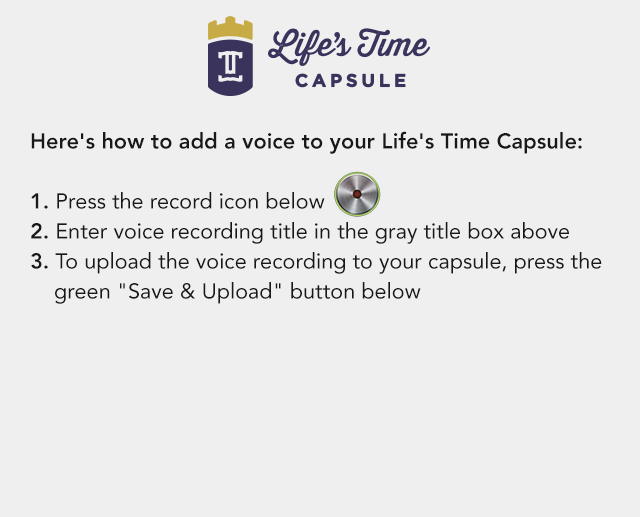 Life's Time
CAPSULE
Here's how to add a voice to your Life's Time Capsule:
1. Press the record icon below
2. Enter voice recording title in the gray title box above
3. To upload the voice recording to your capsule, press the
green "Save & Upload" button below